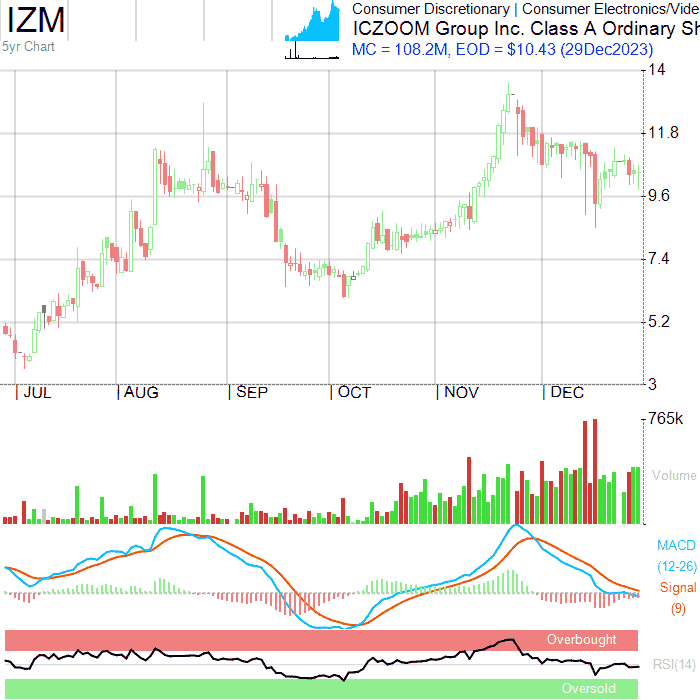 IZM
5yr Chart
Consumer Discretionary | Consumer Electronics/Vide
ICZOOM Group Inc. Class A Ordinary Sh
MC = 108.2M, EOD = $10.43 (29Dec2023)
14
11.8
9.6
7.4
5.2
3
JUL AUG SEP OCT NOV DEC
765k
Volume
MACD
(12-26)
Signal
(9)
Overbought
RSI(14)
Oversold